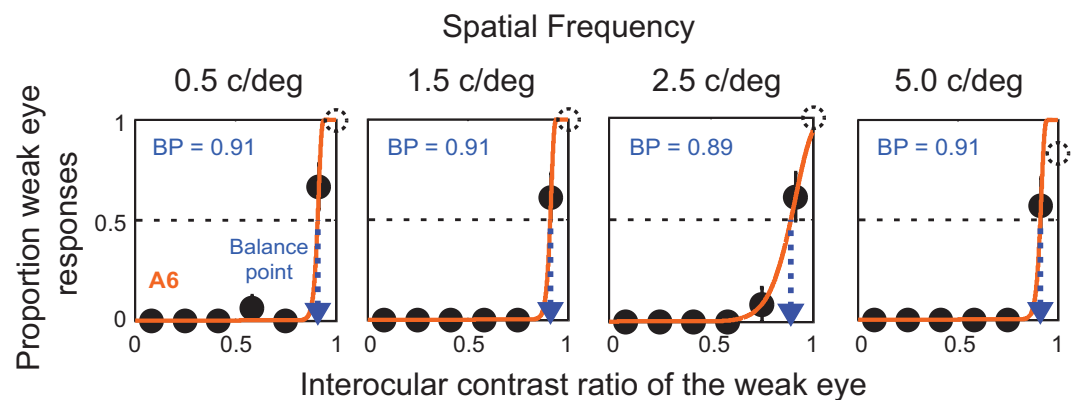 Spatial Frequency
0.5 c/deg 1.5 c/deg 2.5 c/deg 5.0 c/deg
Proportion weak eye
responses
1
0.5
0
BP = 0.91 BP = 0.91 BP = 0.89 BP = 0.91
Balance
point
A6
0 0.5 1 0 0.5 1 0 0.5 1 0 0.5 1
Interocular contrast ratio of the weak eye